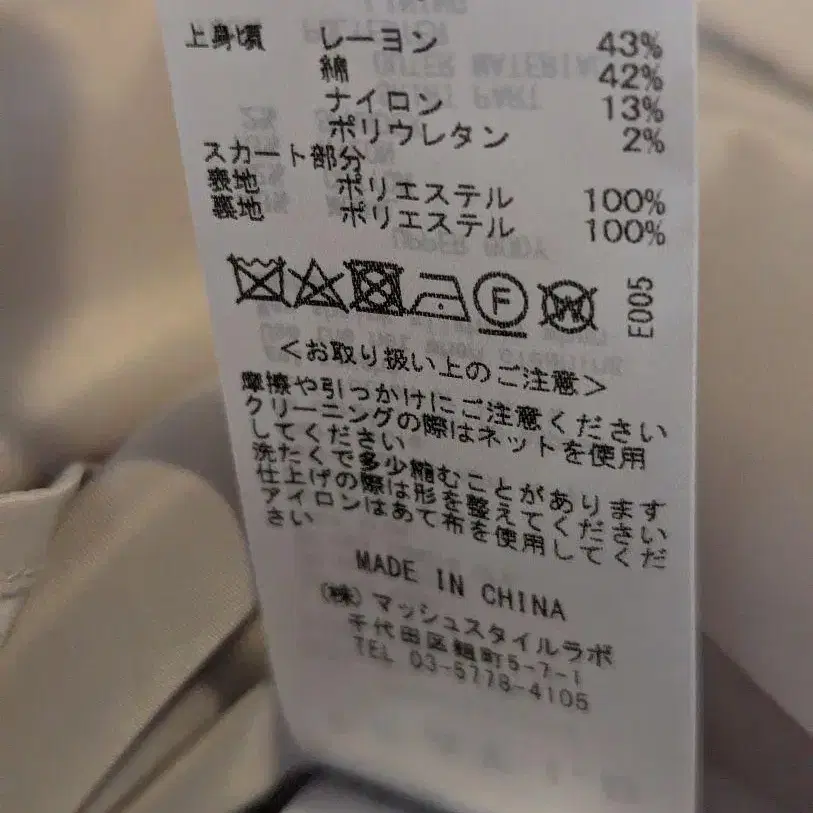 上身頃 レーヨン 43%
綿 42%
ナイロン 13%
ポリウレタン 2%
スカート部分
表地 ポリエステル 100%
裏地 ポリエステル 100%
F W E005
<お取り扱い上のご注意>
摩擦や引っかけにご注意ください
クリーニングの際はネットを使用
してください
洗たくで多少縮むことがあります
仕上げの際は形を整えてください
アイロンはあて布を使用してくだ
さい
MADE IN CHINA
(株)マッシュスタイルラボ
千代田区麹町5-7-1
TEL 03-5778-4105